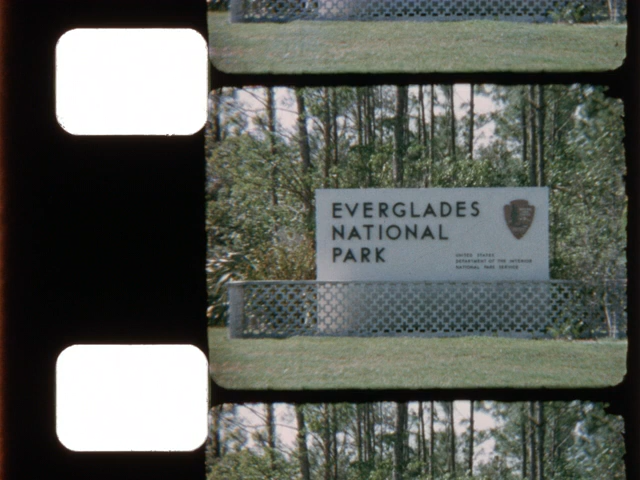 EVERGLADES
NATIONAL
PARK
UNITED STATES
DEPARTMENT OF THE INTERIOR
NATIONAL PARK SERVICE